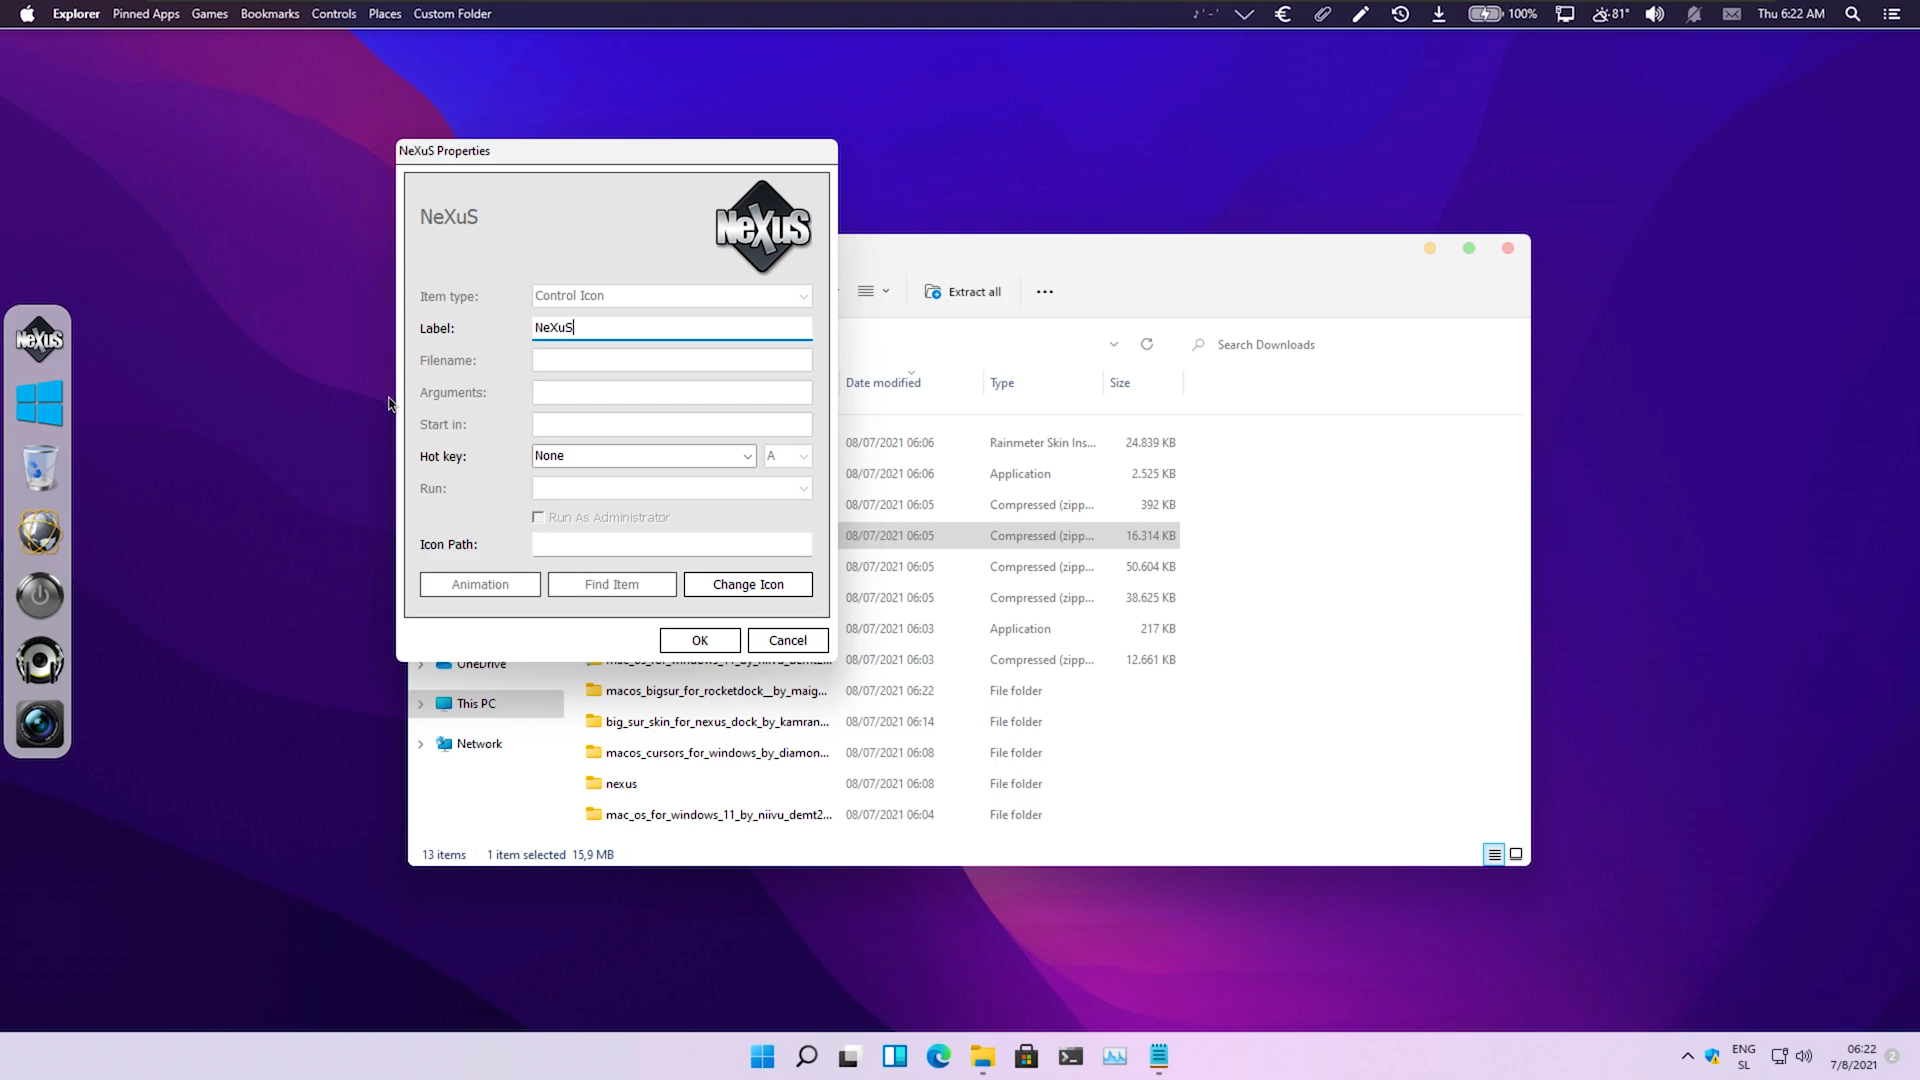 Explorer Pinned Apps Games Bookmarks Controls Places Custom Folder
100% 81° Thu 6:22 AM
NeXuS Properties
NeXuS
NeXuS
Item type: Control Icon
Label: NeXuS
Filename:
Arguments:
Start in:
Hot key: None A
Run:
Run As Administrator
Icon Path:
Animation Find Item Change Icon
OK Cancel
NeXuS
Extract all
Search Downloads
Date modified Type Size
08/07/2021 06:06 Rainmeter Skin Ins... 24.839 KB
08/07/2021 06:06 Application 2.525 KB
08/07/2021 06:05 Compressed (zipp... 392 KB
08/07/2021 06:05 Compressed (zipp... 16.314 KB
08/07/2021 06:05 Compressed (zipp... 50.604 KB
08/07/2021 06:05 Compressed (zipp... 38.625 KB
08/07/2021 06:03 Application 217 KB
OneDrive mac_os_for_windows_11_by_niivu_demt2... 08/07/2021 06:03 Compressed (zipp... 12.661 KB
macos_bigsur_for_rocketdock__by_maig... 08/07/2021 06:22 File folder
This PC
big_sur_skin_for_nexus_dock_by_kamran... 08/07/2021 06:14 File folder
Network
macos_cursors_for_windows_by_diamon... 08/07/2021 06:08 File folder
nexus 08/07/2021 06:08 File folder
mac_os_for_windows_11_by_niivu_demt2... 08/07/2021 06:04 File folder
13 items 1 item selected 15,9 MB
ENG
SL
06:22
7/8/2021
2